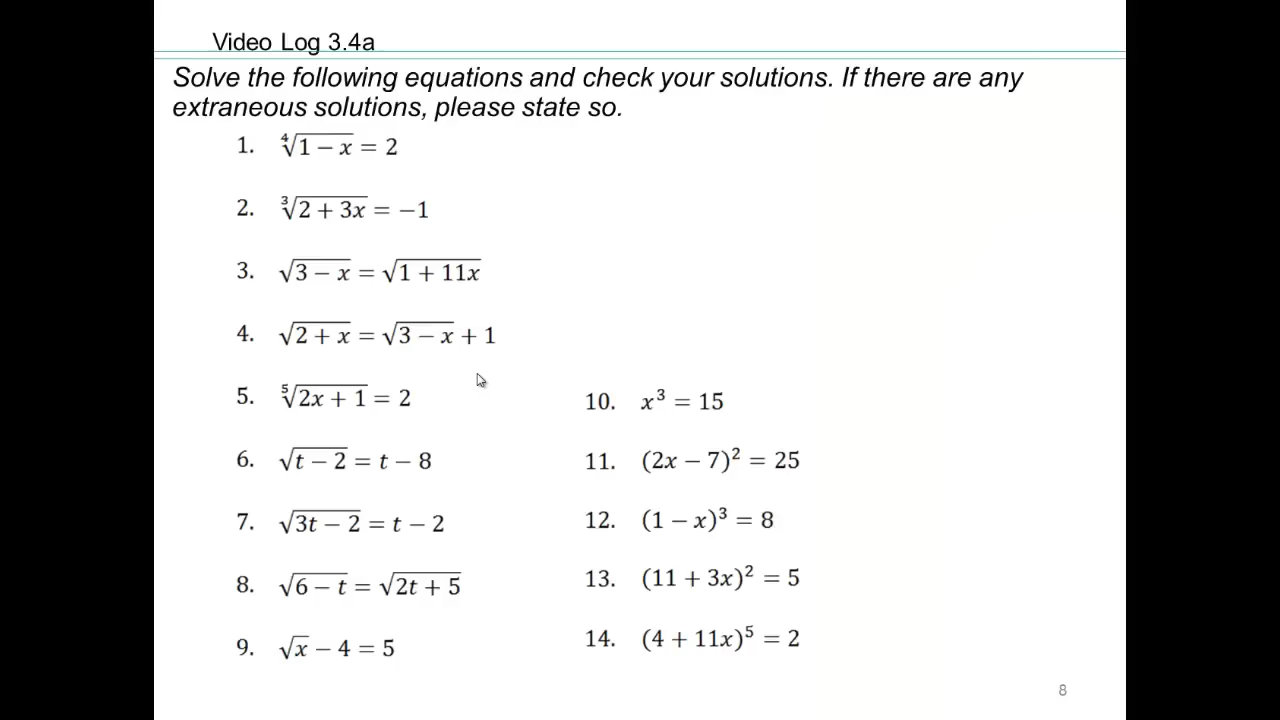 Video Log 3.4a
Solve the following equations and check your solutions. If there are any
extraneous solutions, please state so.
1. ∜(1 − x) = 2
2. ∛(2 + 3x) = −1
3. √(3 − x) = √(1 + 11x)
4. √(2 + x) = √(3 − x) + 1
5. ⁵√(2x + 1) = 2
6. √(t − 2) = t − 8
7. √(3t − 2) = t − 2
8. √(6 − t) = √(2t + 5)
9. √x − 4 = 5
10. x³ = 15
11. (2x − 7)² = 25
12. (1 − x)³ = 8
13. (11 + 3x)² = 5
14. (4 + 11x)⁵ = 2
8